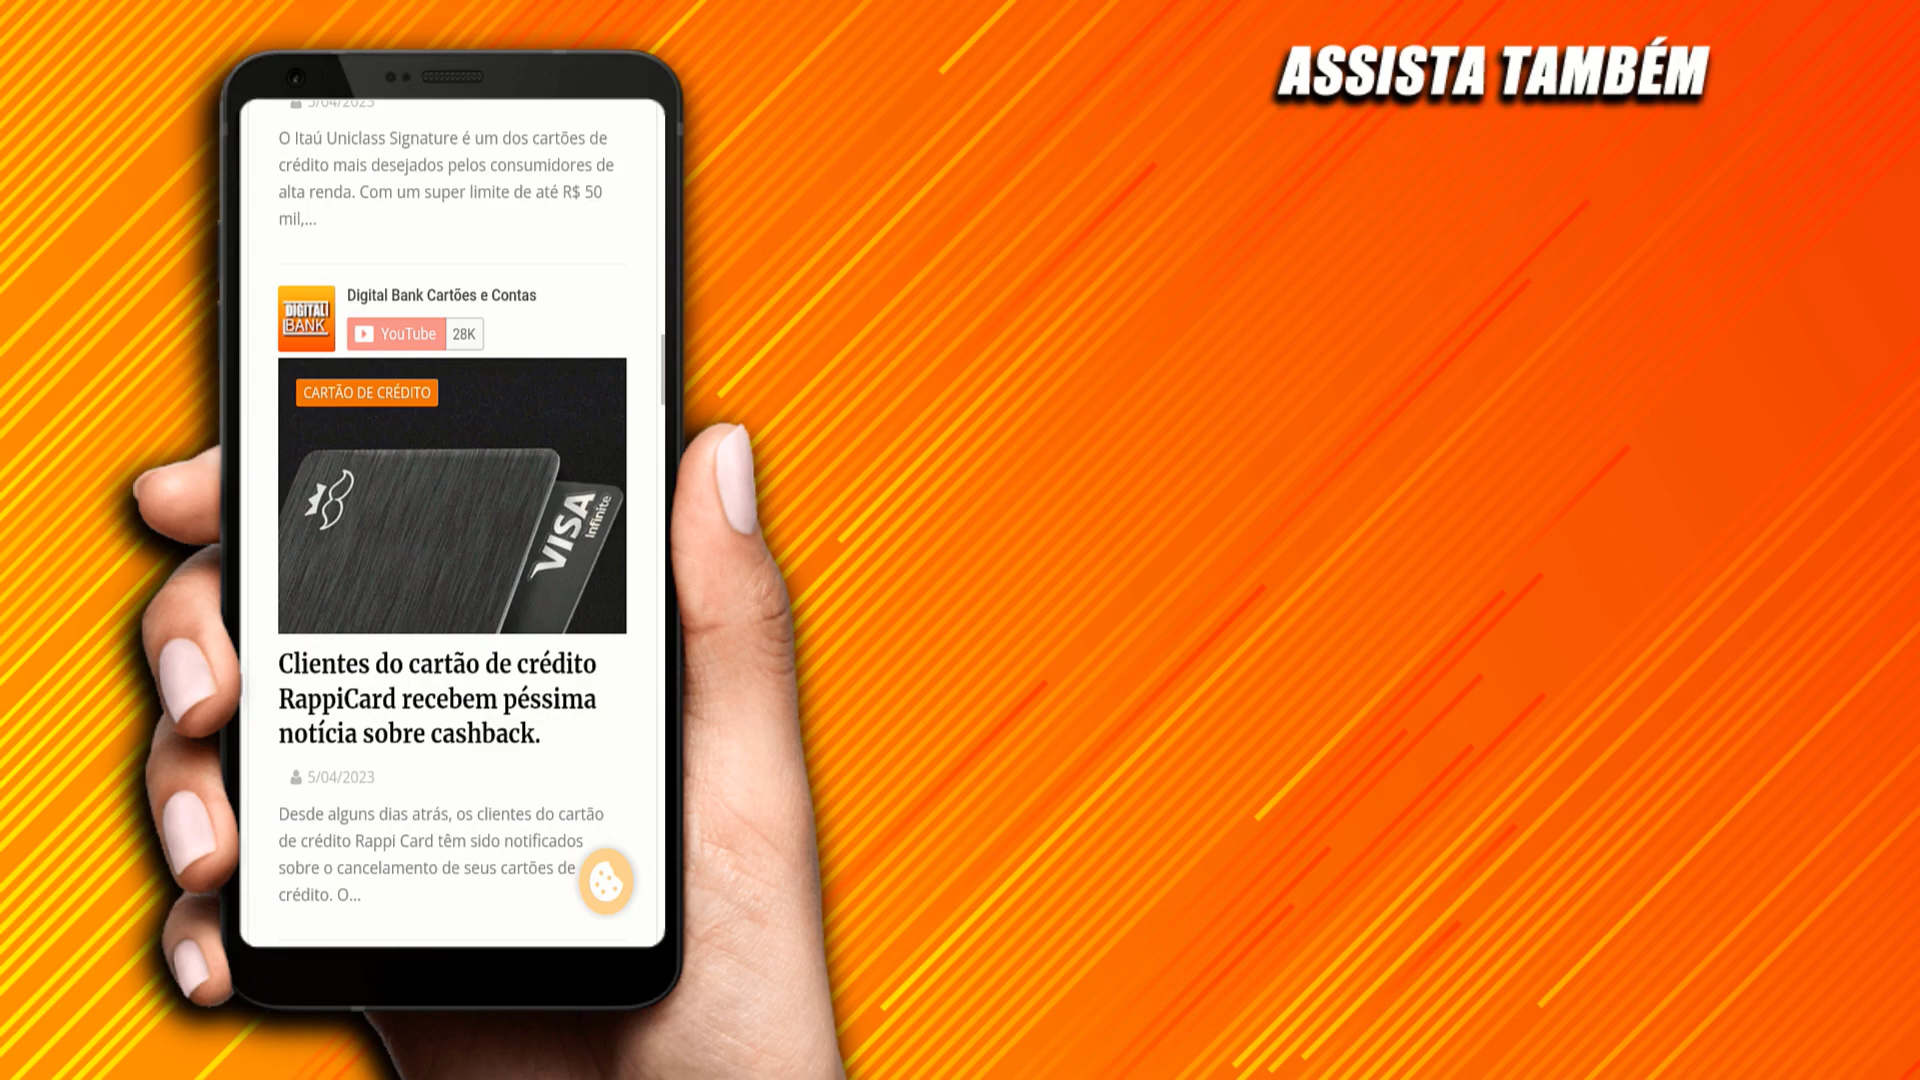 ASSISTA TAMBÉM
5/04/2023
O Itaú Uniclass Signature é um dos cartões de
crédito mais desejados pelos consumidores de
alta renda. Com um super limite de até R$ 50
mil,...
DIGITAL
BANK
Digital Bank Cartões e Contas
YouTube 28K
CARTÃO DE CRÉDITO
VISA
Infinite
Clientes do cartão de crédito
RappiCard recebem péssima
notícia sobre cashback.
5/04/2023
Desde alguns dias atrás, os clientes do cartão
de crédito Rappi Card têm sido notificados
sobre o cancelamento de seus cartões de
crédito. O...